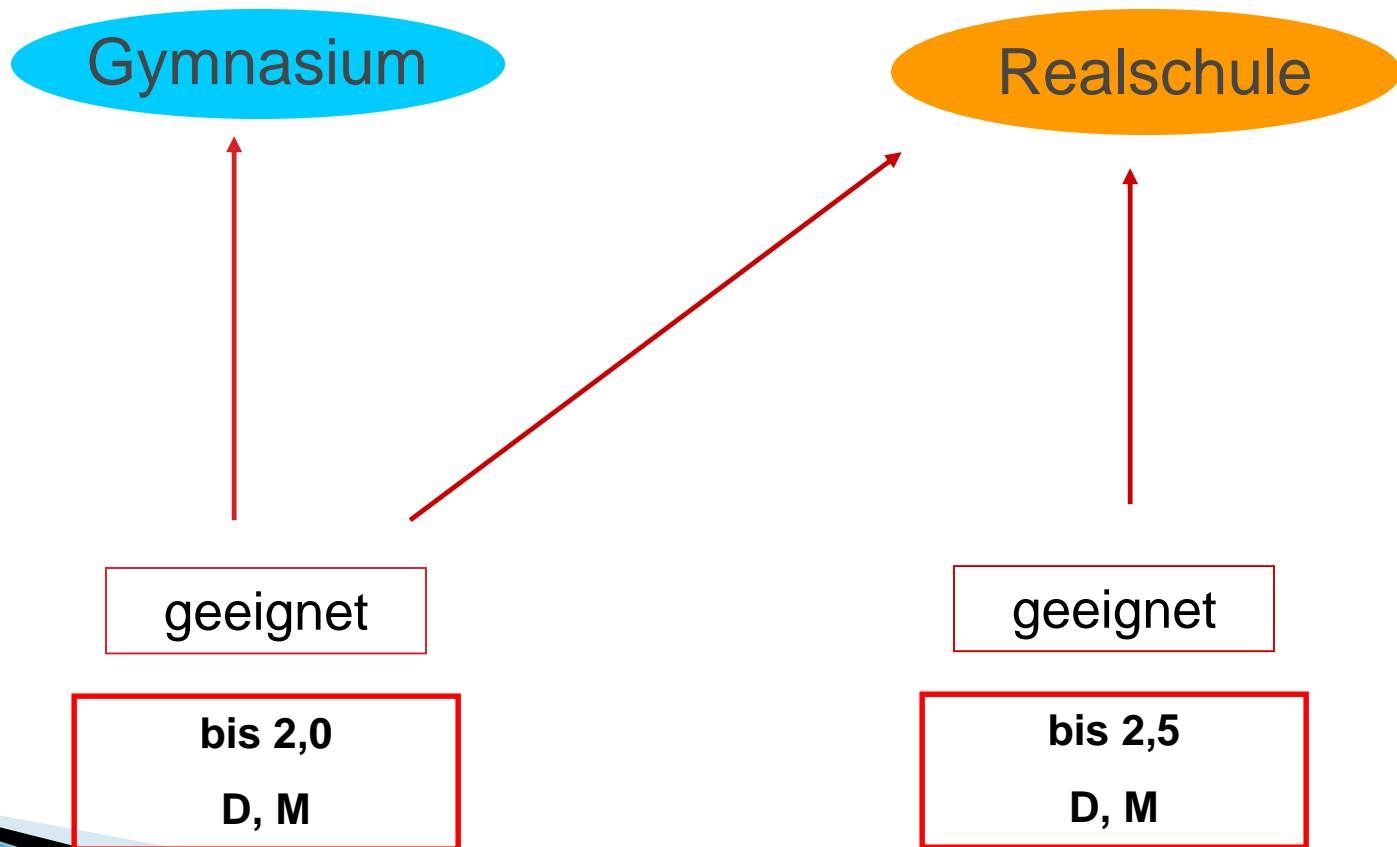 Gymnasium
Realschule
geeignet
geeignet
bis 2,0
D, M
bis 2,5
D, M